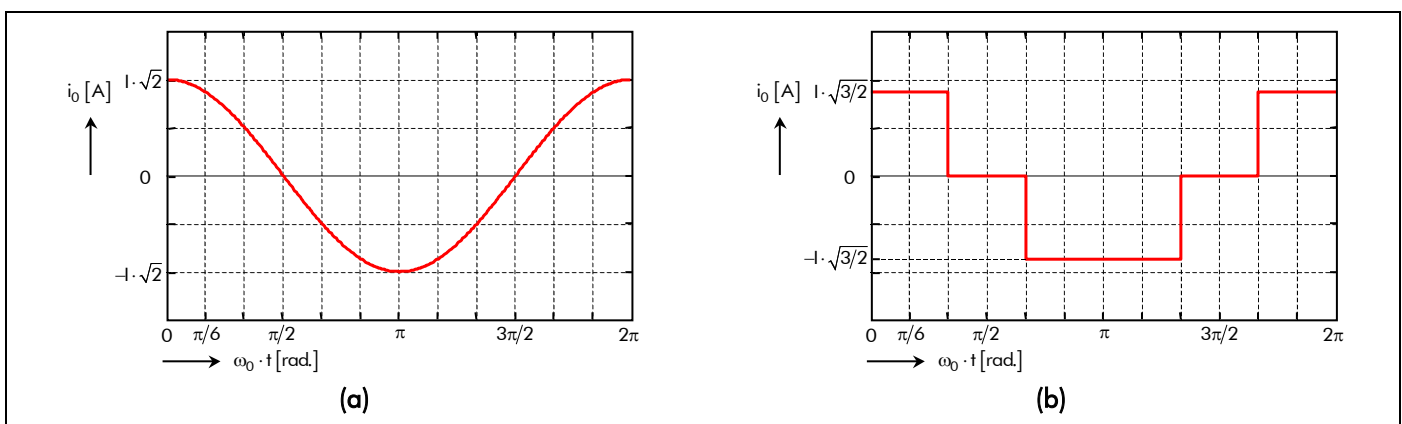 i₀ [A]
I·√2
0
–I·√2
0 π/6 π/2 π 3π/2 2π
ω₀ · t [rad.]
(a)
i₀ [A]
I·√3/2
0
–I·√3/2
0 π/6 π/2 π 3π/2 2π
ω₀ · t [rad.]
(b)